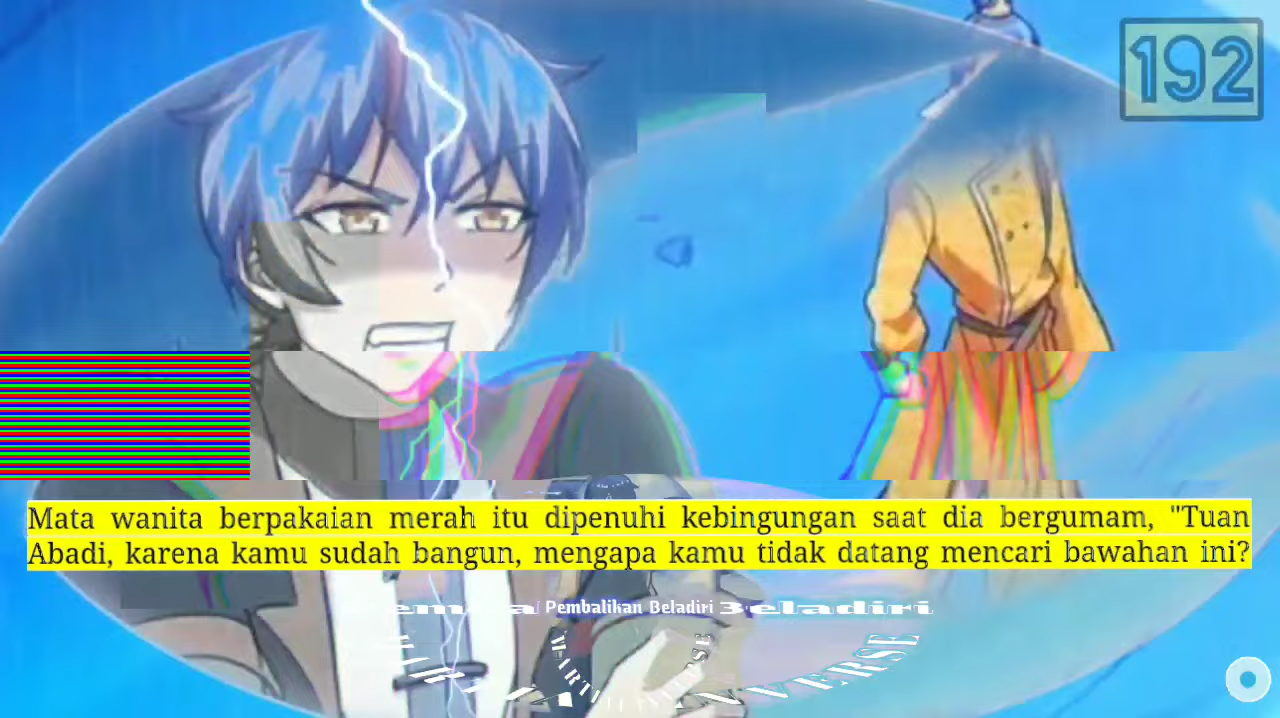 192
Mata wanita berpakaian merah itu dipenuhi kebingungan saat dia bergumam, "Tuan
Abadi, karena kamu sudah bangun, mengapa kamu tidak datang mencari bawahan ini?
Pembalikan Beladiri